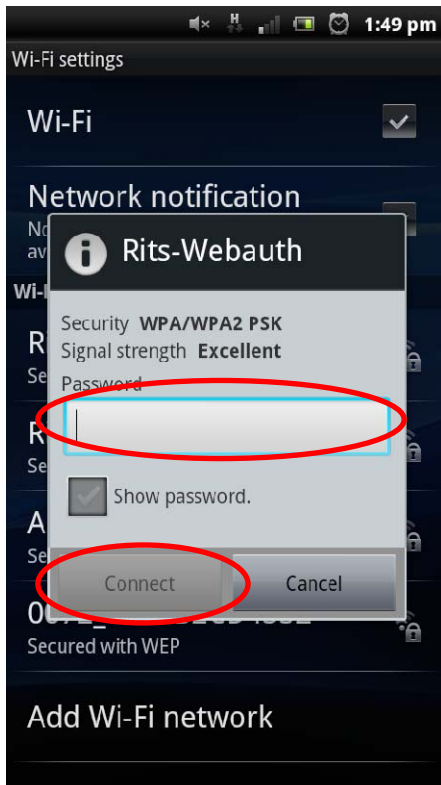 H 1:49 pm
Wi-Fi settings
Wi-Fi
Network notification
Rits-Webauth
Security WPA/WPA2 PSK
Signal strength Excellent
Password
Show password.
Connect Cancel
Secured with WEP
Add Wi-Fi network